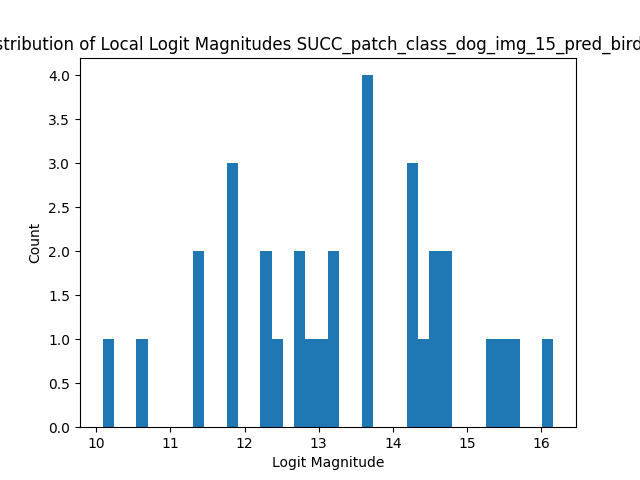 stribution of Local Logit Magnitudes SUCC_patch_class_dog_img_15_pred_bird
4.0
3.5
3.0
2.5
2.0
1.5
1.0
0.5
0.0
Count
10 11 12 13 14 15 16
Logit Magnitude